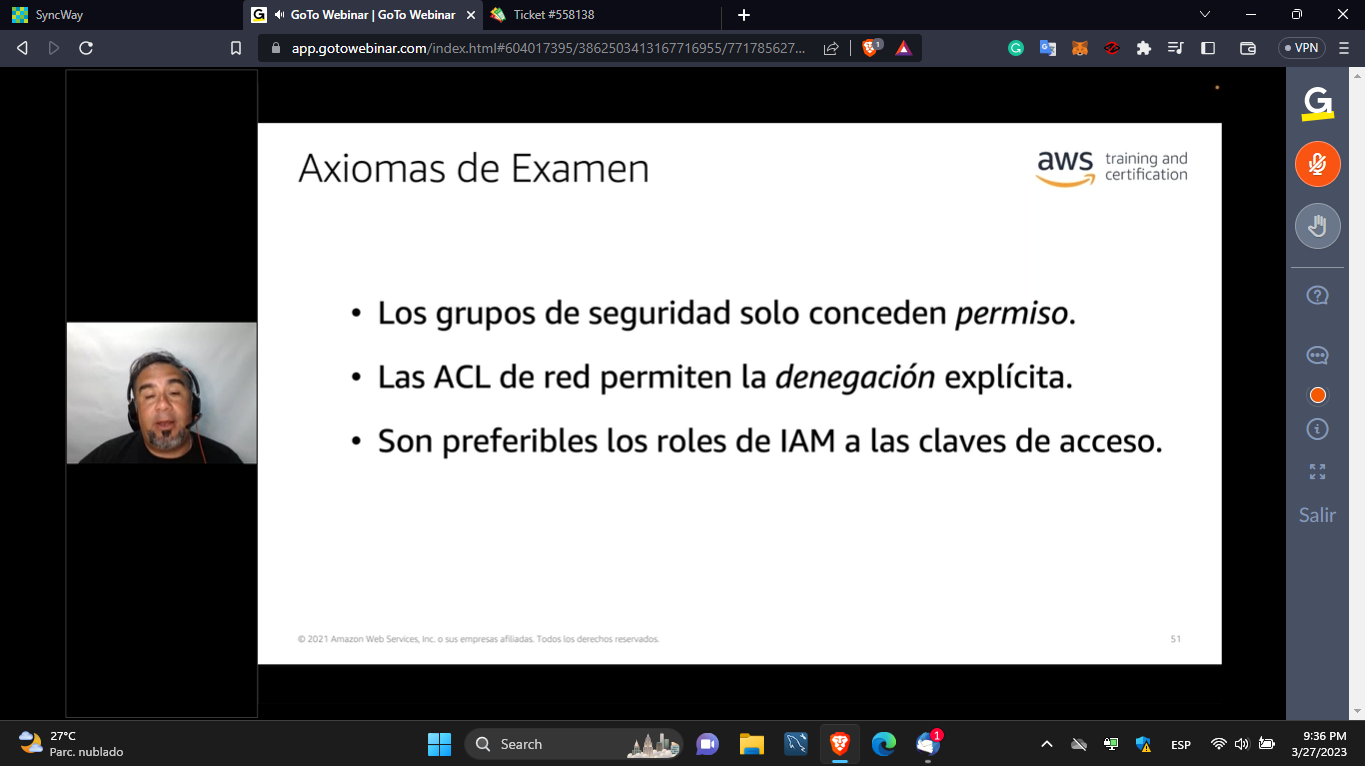 SyncWay
GoTo Webinar | GoTo Webinar
Ticket #558138
app.gotowebinar.com/index.html#604017395/3862503413167716955/771785627...
1
VPN
G
Axiomas de Examen
aws training and
certification
• Los grupos de seguridad solo conceden permiso.
• Las ACL de red permiten la denegación explícita.
• Son preferibles los roles de IAM a las claves de acceso.
© 2021 Amazon Web Services, Inc. o sus empresas afiliadas. Todos los derechos reservados.
51
Salir
27°C
Parc. nublado
Search
1
ESP
9:36 PM
3/27/2023